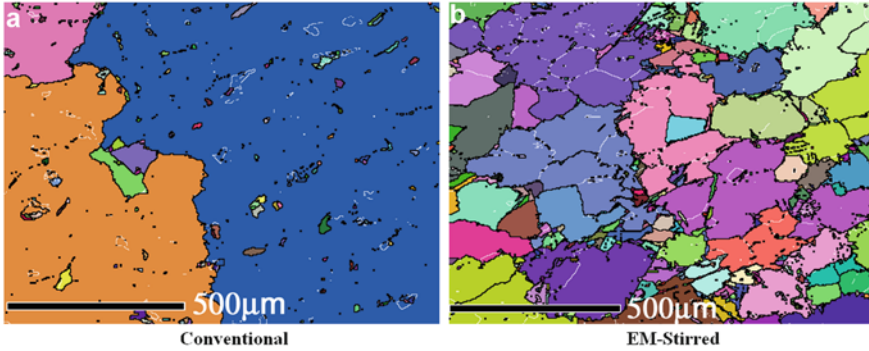 a
b
500μm
500μm
Conventional
EM-Stirred